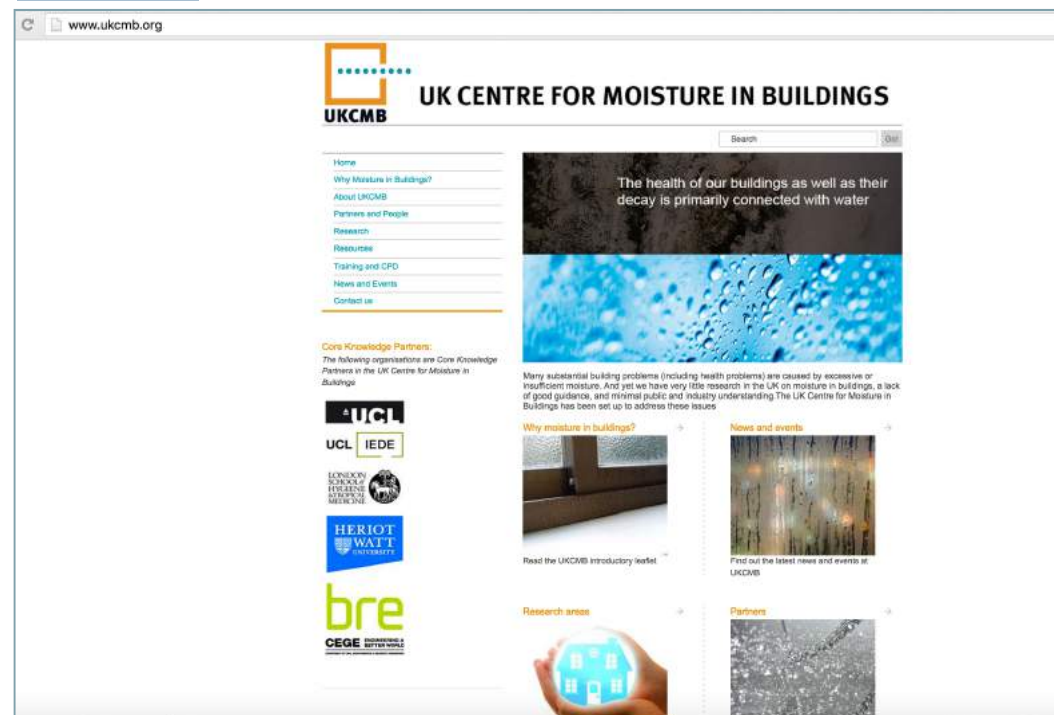 www.ukcmb.org
UKCMB
UK CENTRE FOR MOISTURE IN BUILDINGS
Search
Go!
Home
Why Moisture in Buildings?
About UKCMB
Partners and People
Research
Resources
Training and CPD
News and Events
Contact us
The health of our buildings as well as their
decay is primarily connected with water
Core Knowledge Partners:
The following organisations are Core Knowledge
Partners in the UK Centre for Moisture in
Buildings
UCL
UCL IEDE
LONDON
SCHOOL of
HYGIENE
&TROPICAL
MEDICINE
HERIOT
WATT
UNIVERSITY
bre
CEGE ENGINEERING A
BETTER WORLD
Many substantial building problems (including health problems) are caused by excessive or
insufficient moisture. And yet we have very little research in the UK on moisture in buildings, a lack
of good guidance, and minimal public and industry understanding.The UK Centre for Moisture in
Buildings has been set up to address these issues
Why moisture in buildings?
News and events
Read the UKCMB introductory leaflet
Find out the latest news and events at
UKCMB
Research areas
Partners